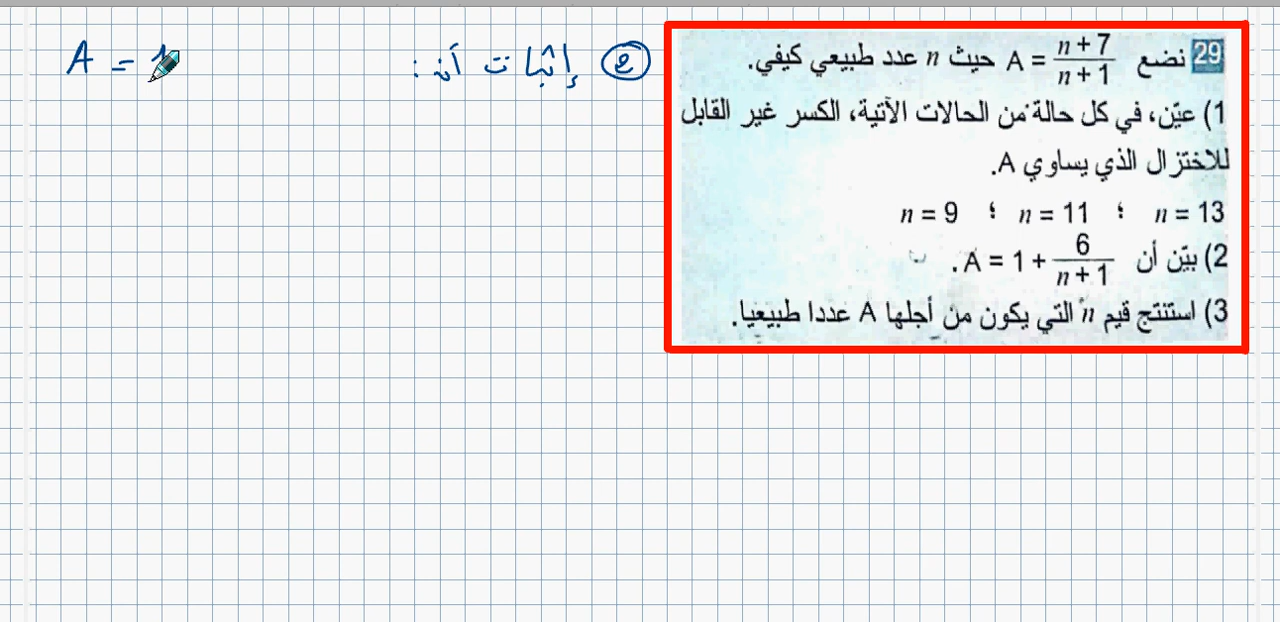 ② إثبات أن :
A = 1
29 نضع A = \frac{n+7}{n+1} حيث n عدد طبيعي كيفي.
1) عيّن، في كل حالة من الحالات الآتية، الكسر غير القابل
للاختزال الذي يساوي A.
n = 13 ؛ n = 11 ؛ n = 9
2) بيّن أن A = 1 + \frac{6}{n+1}.
3) استنتج قيم n التي يكون من أجلها A عددا طبيعيا.